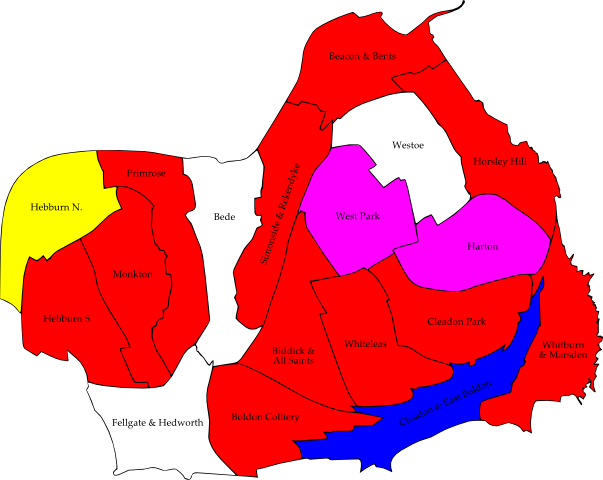 Beacon & Bents
Westoe
Horsley Hill
Primrose
Simonside & Rekendyke
Hebburn N.
Bede
West Park
Harton
Monkton
Hebburn S.
Cleadon Park
Whiteleas
Whitburn
& Marsden
Biddick &
All Saints
Cleadon & East Boldon
Boldon Colliery
Fellgate & Hedworth